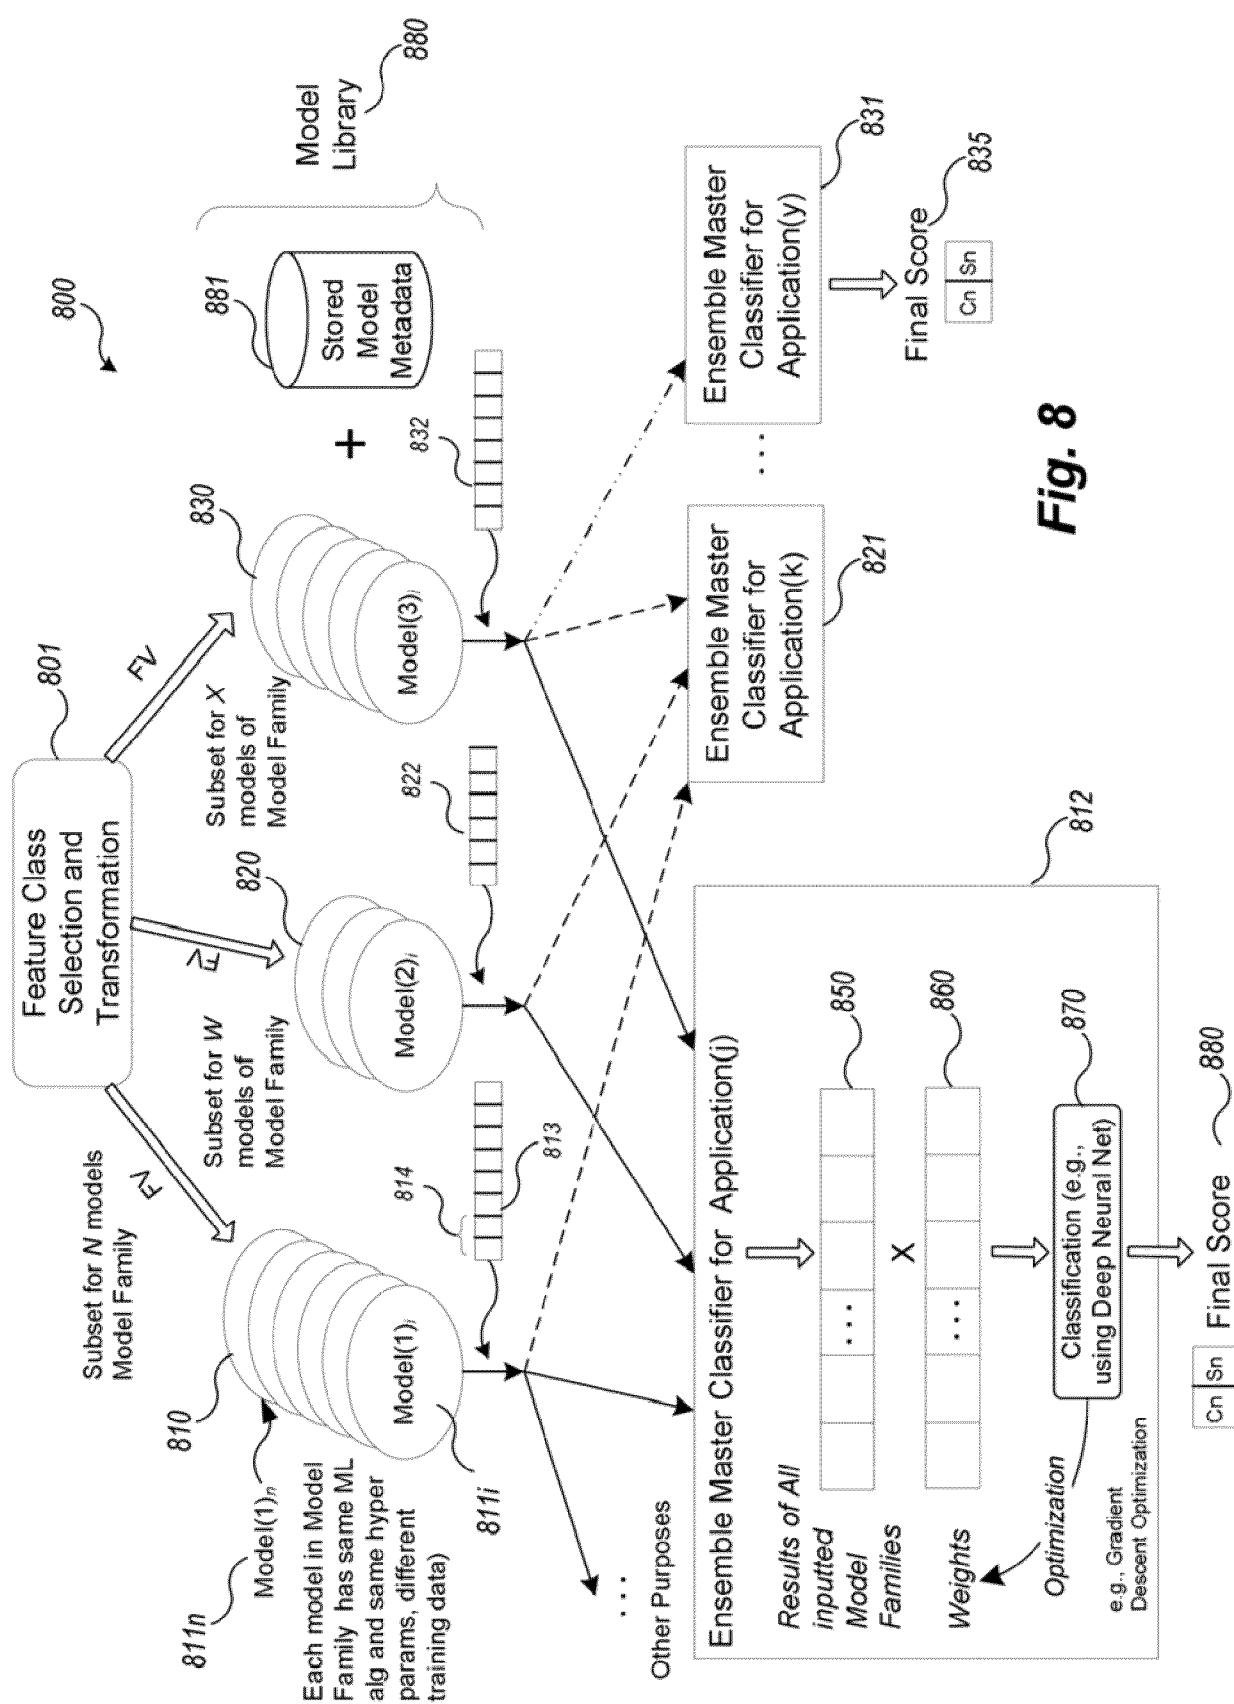 800
Feature Class
Selection and
Transformation
801
FV
FV
FV
Subset for N models
Model Family
Subset for W
models of
Model Family
Subset for X
models of
Model Family
811n
Model(1)n
810
820
830
Model(1)i
Model(2)i
Model(3)i
811i
Each model in Model
Family has same ML
alg and same hyper
params, different
training data)
814
813
822
832
+
881
Stored
Model
Metadata
Model
Library
880
...
Other Purposes
Ensemble Master Classifier for Application(j)
812
Results of All
inputted
Model
Families
...
850
X
Weights
...
860
Optimization
e.g., Gradient
Descent Optimization
Classification (e.g.,
using Deep Neural Net)
870
Cn Sn
Final Score
880
Ensemble Master
Classifier for
Application(k)
821
...
Ensemble Master
Classifier for
Application(y)
831
Final Score
835
Cn Sn
Fig. 8